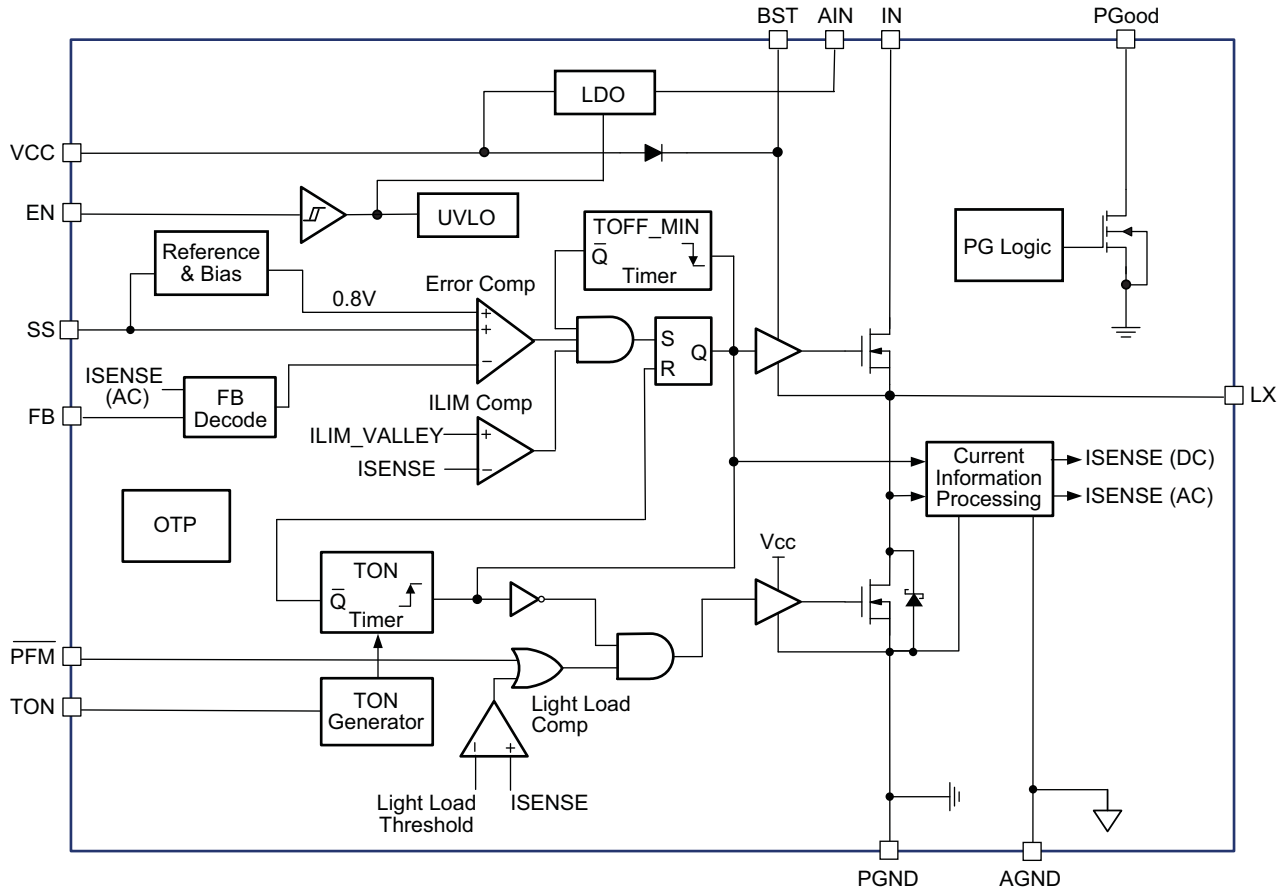 BST
AIN
IN
PGood
LDO
VCC
EN
UVLO
TOFF_MIN
Q̅
Timer
Reference
& Bias
PG Logic
Error Comp
0.8V
+
+
−
SS
S
R
Q
ISENSE
(AC)
FB
Decode
FB
ILIM Comp
ILIM_VALLEY
+
ISENSE
−
LX
Current
Information
Processing
ISENSE (DC)
ISENSE (AC)
OTP
Vcc
TON
Q̅
Timer
P̅F̅M̅
TON
TON
Generator
Light Load
Comp
−
+
Light Load
Threshold
ISENSE
PGND
AGND